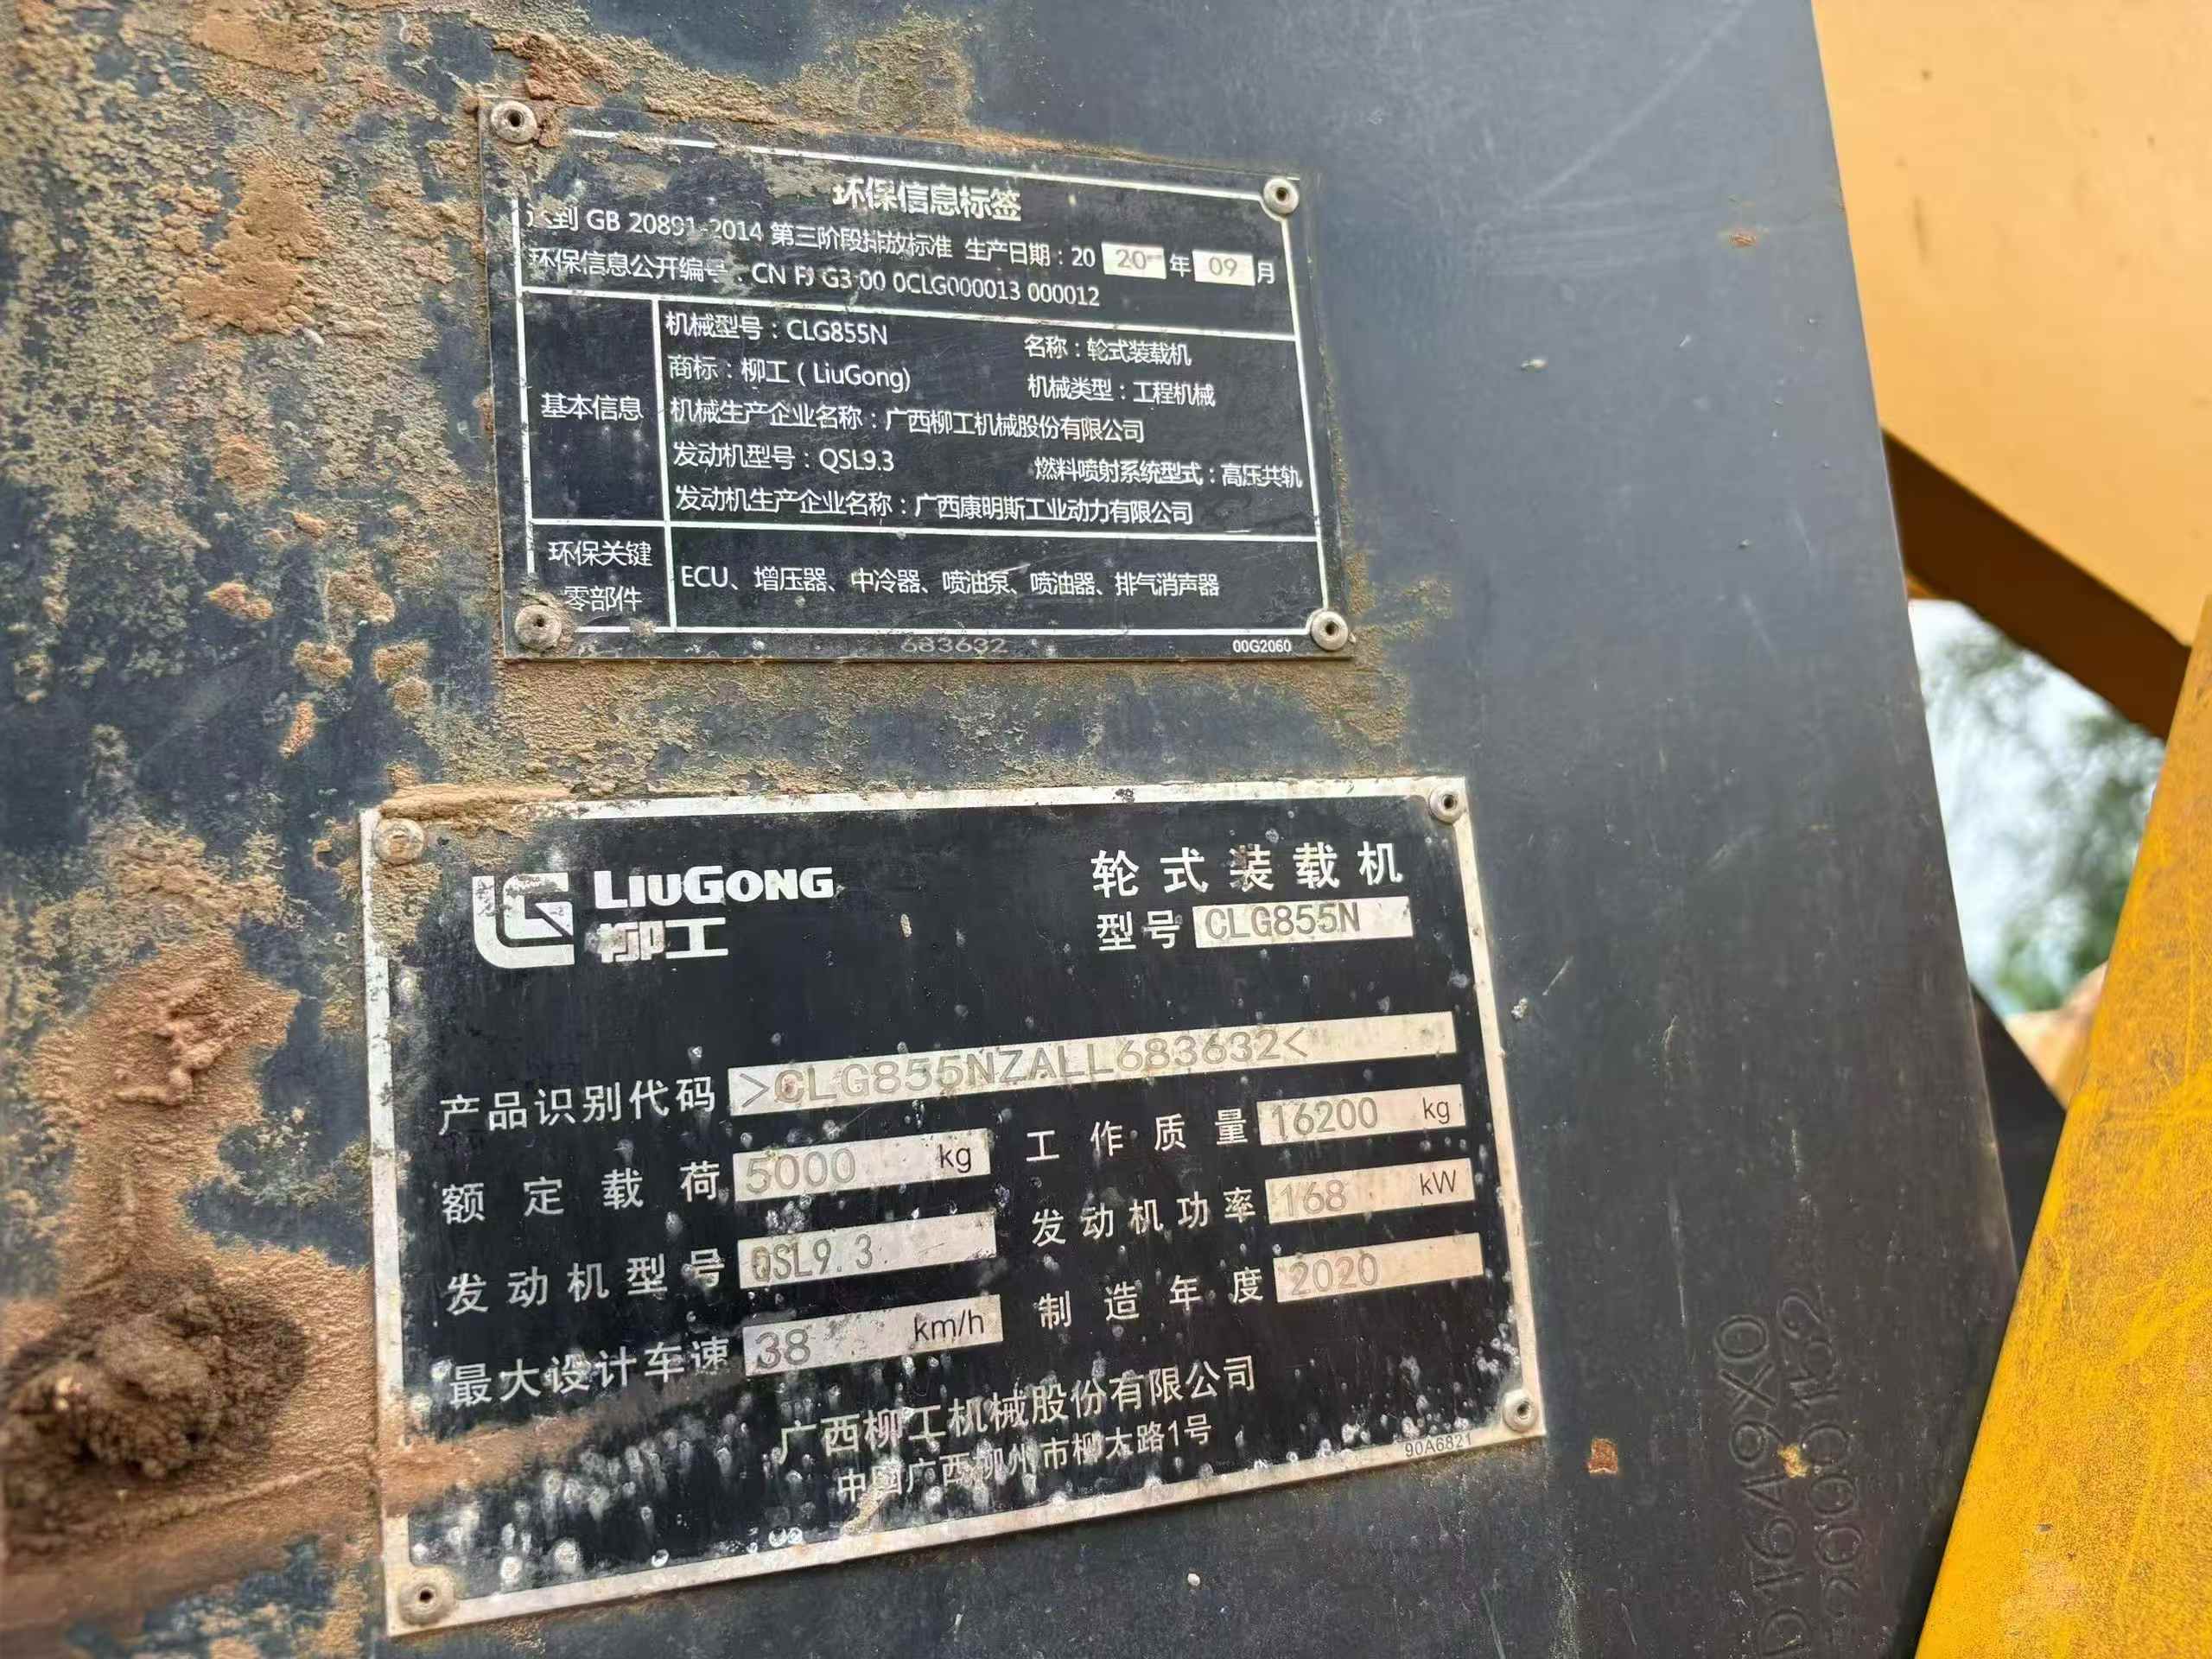 环保信息标签
到 GB 20891-2014 第三阶段排放标准 生产日期：20 20 年 09 月
环保信息公开编号：CN FJ G3 00 0CLG000013 000012
基本信息
机械型号：CLG855N 名称：轮式装载机
商标：柳工（LiuGong) 机械类型：工程机械
机械生产企业名称：广西柳工机械股份有限公司
发动机型号：QSL9.3 燃料喷射系统型式：高压共轨
发动机生产企业名称：广西康明斯工业动力有限公司
环保关键
零部件
ECU、增压器、中冷器、喷油泵、喷油器、排气消声器
683632 00G2060
LIUGONG
柳工
轮式装载机
型号 CLG855N
产品识别代码 >CLG855NZALL683632<
额定载荷 5000 kg 工作质量 16200 kg
发动机型号 QSL9.3 发动机功率 168 kW
最大设计车速 38 km/h 制造年度 2020
广西柳工机械股份有限公司
中国广西柳州市柳太路1号
90A6821